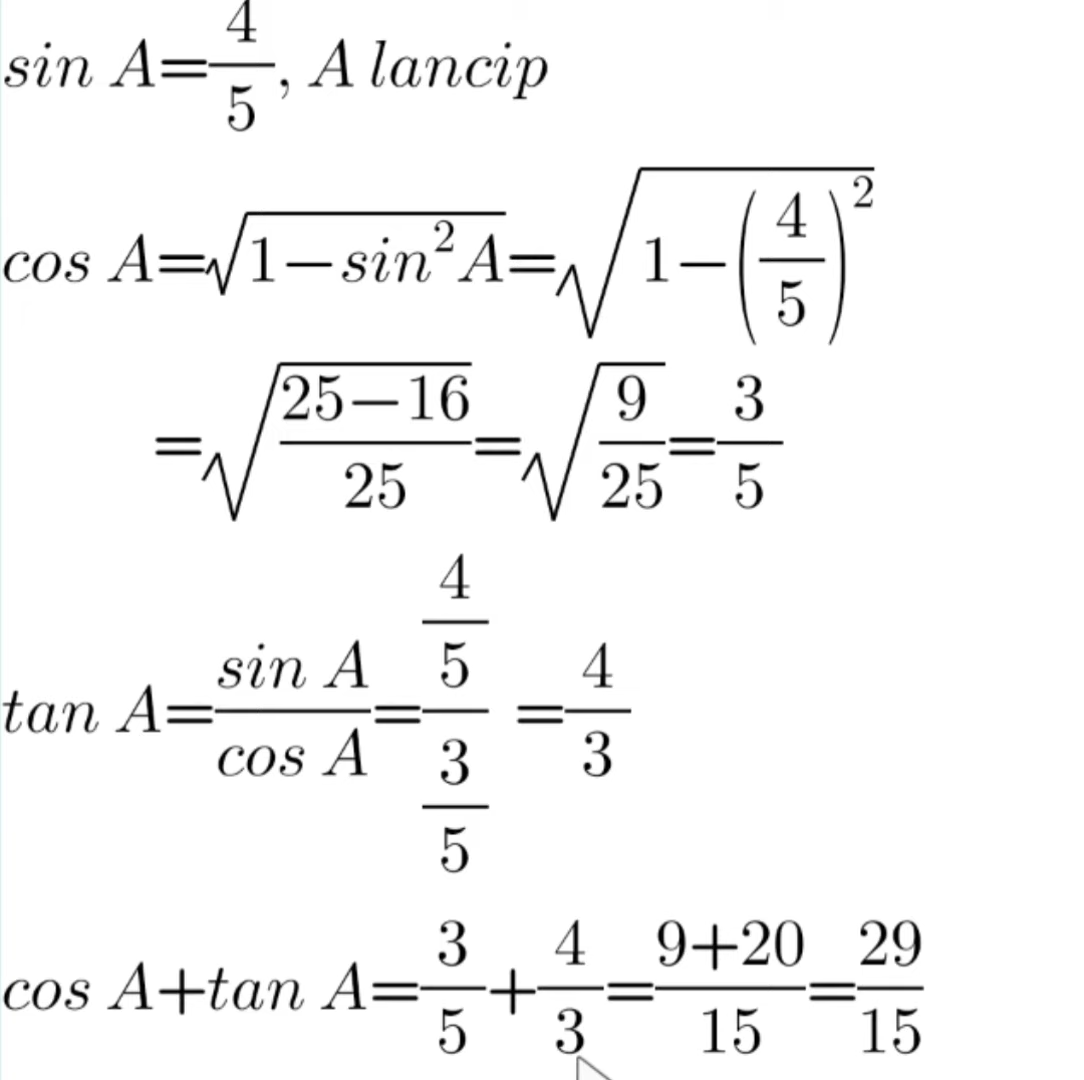 sin A=4/5, A lancip
cos A=√(1−sin²A)=√(1−(4/5)²)
=√((25−16)/25)=√(9/25)=3/5
tan A=(sin A)/(cos A)=(4/5)/(3/5)=4/3
cos A+tan A=3/5+4/3=(9+20)/15=29/15